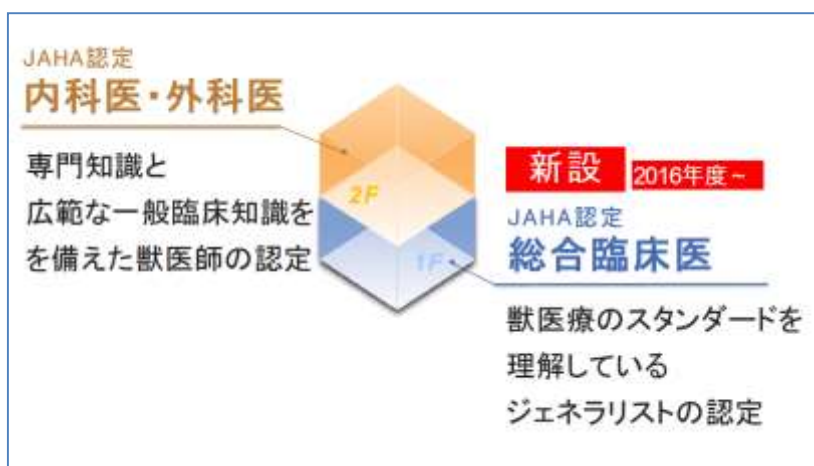 JAHA認定
内科医・外科医
専門知識と
広範な一般臨床知識を
を備えた獣医師の認定
2F
1F
新設 2016年度~
JAHA認定
総合臨床医
獣医療のスタンダードを
理解している
ジェネラリストの認定